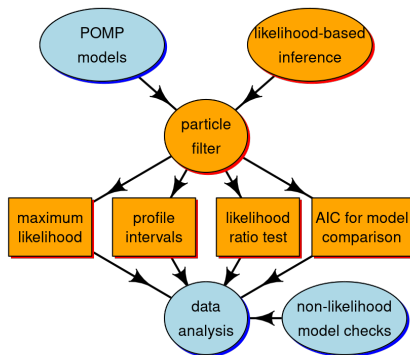 POMP
models
likelihood-based
inference
particle
filter
maximum
likelihood
profile
intervals
likelihood
ratio test
AIC for model
comparison
data
analysis
non-likelihood
model checks